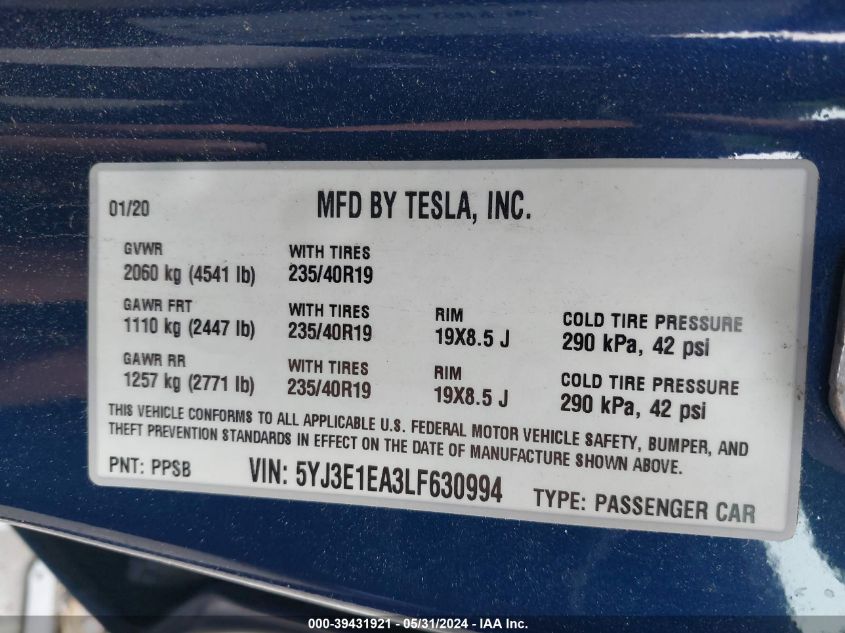 01/20 MFD BY TESLA, INC.
GVWR WITH TIRES
2060 kg (4541 lb) 235/40R19
GAWR FRT WITH TIRES RIM COLD TIRE PRESSURE
1110 kg (2447 lb) 235/40R19 19X8.5 J 290 kPa, 42 psi
GAWR RR WITH TIRES RIM COLD TIRE PRESSURE
1257 kg (2771 lb) 235/40R19 19X8.5 J 290 kPa, 42 psi
THIS VEHICLE CONFORMS TO ALL APPLICABLE U.S. FEDERAL MOTOR VEHICLE SAFETY, BUMPER, AND
THEFT PREVENTION STANDARDS IN EFFECT ON THE DATE OF MANUFACTURE SHOWN ABOVE.
PNT: PPSB VIN: 5YJ3E1EA3LF630994 TYPE: PASSENGER CAR
000-39431921 - 05/31/2024 - IAA Inc.